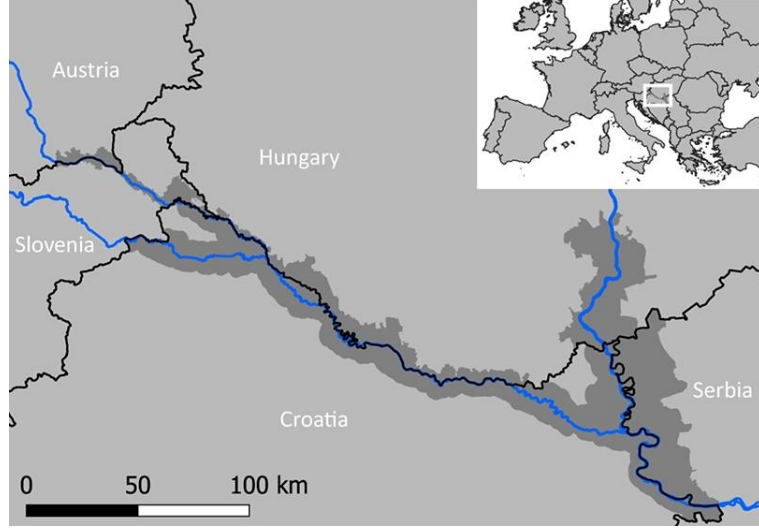 Austria
Hungary
Slovenia
Serbia
Croatia
0 50 100 km